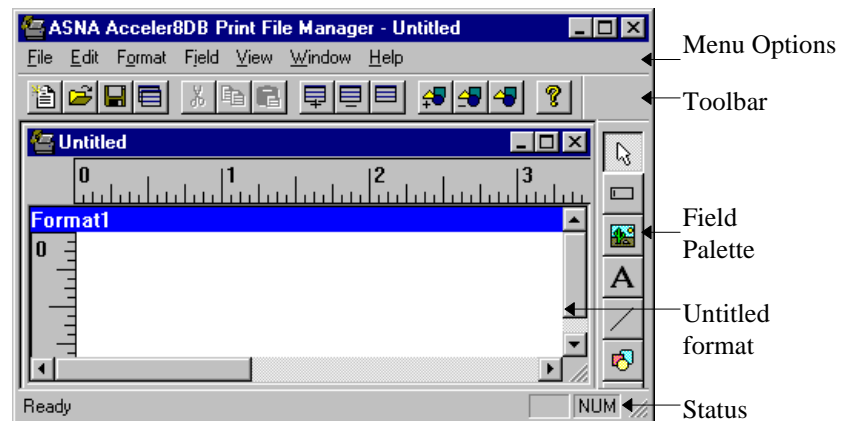 ASNA Acceler8DB Print File Manager - Untitled
File Edit Format Field View Window Help
Menu Options
Toolbar
Untitled
0 1 2 3
Format1
0
A
Field
Palette
Untitled
format
Ready
NUM
Status